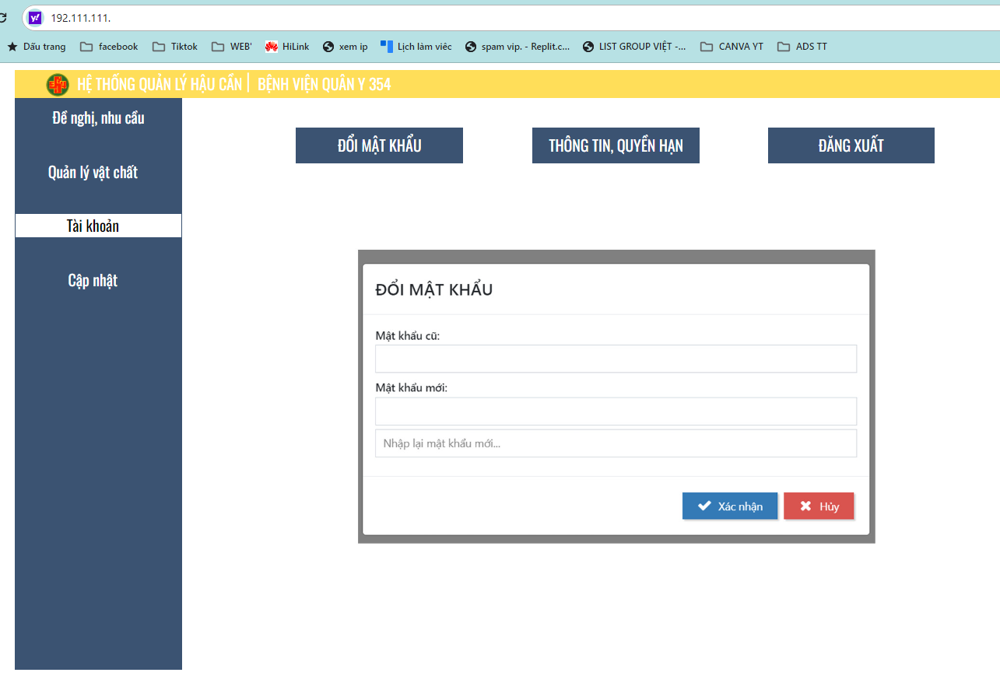 192.111.111.
Dấu trang facebook Tiktok WEB' HiLink xem ip Lịch làm viêc spam vip. - Replit.c... LIST GROUP VIỆT -... CANVA YT ADS TT
HỆ THỐNG QUẢN LÝ HẬU CẦN | BỆNH VIỆN QUÂN Y 354
Đề nghị, nhu cầu
Quản lý vật chất
Tài khoản
Cập nhật
ĐỔI MẬT KHẨU THÔNG TIN, QUYỀN HẠN ĐĂNG XUẤT
ĐỔI MẬT KHẨU
Mật khẩu cũ:
Mật khẩu mới:
Nhập lại mật khẩu mới...
Xác nhận Hủy